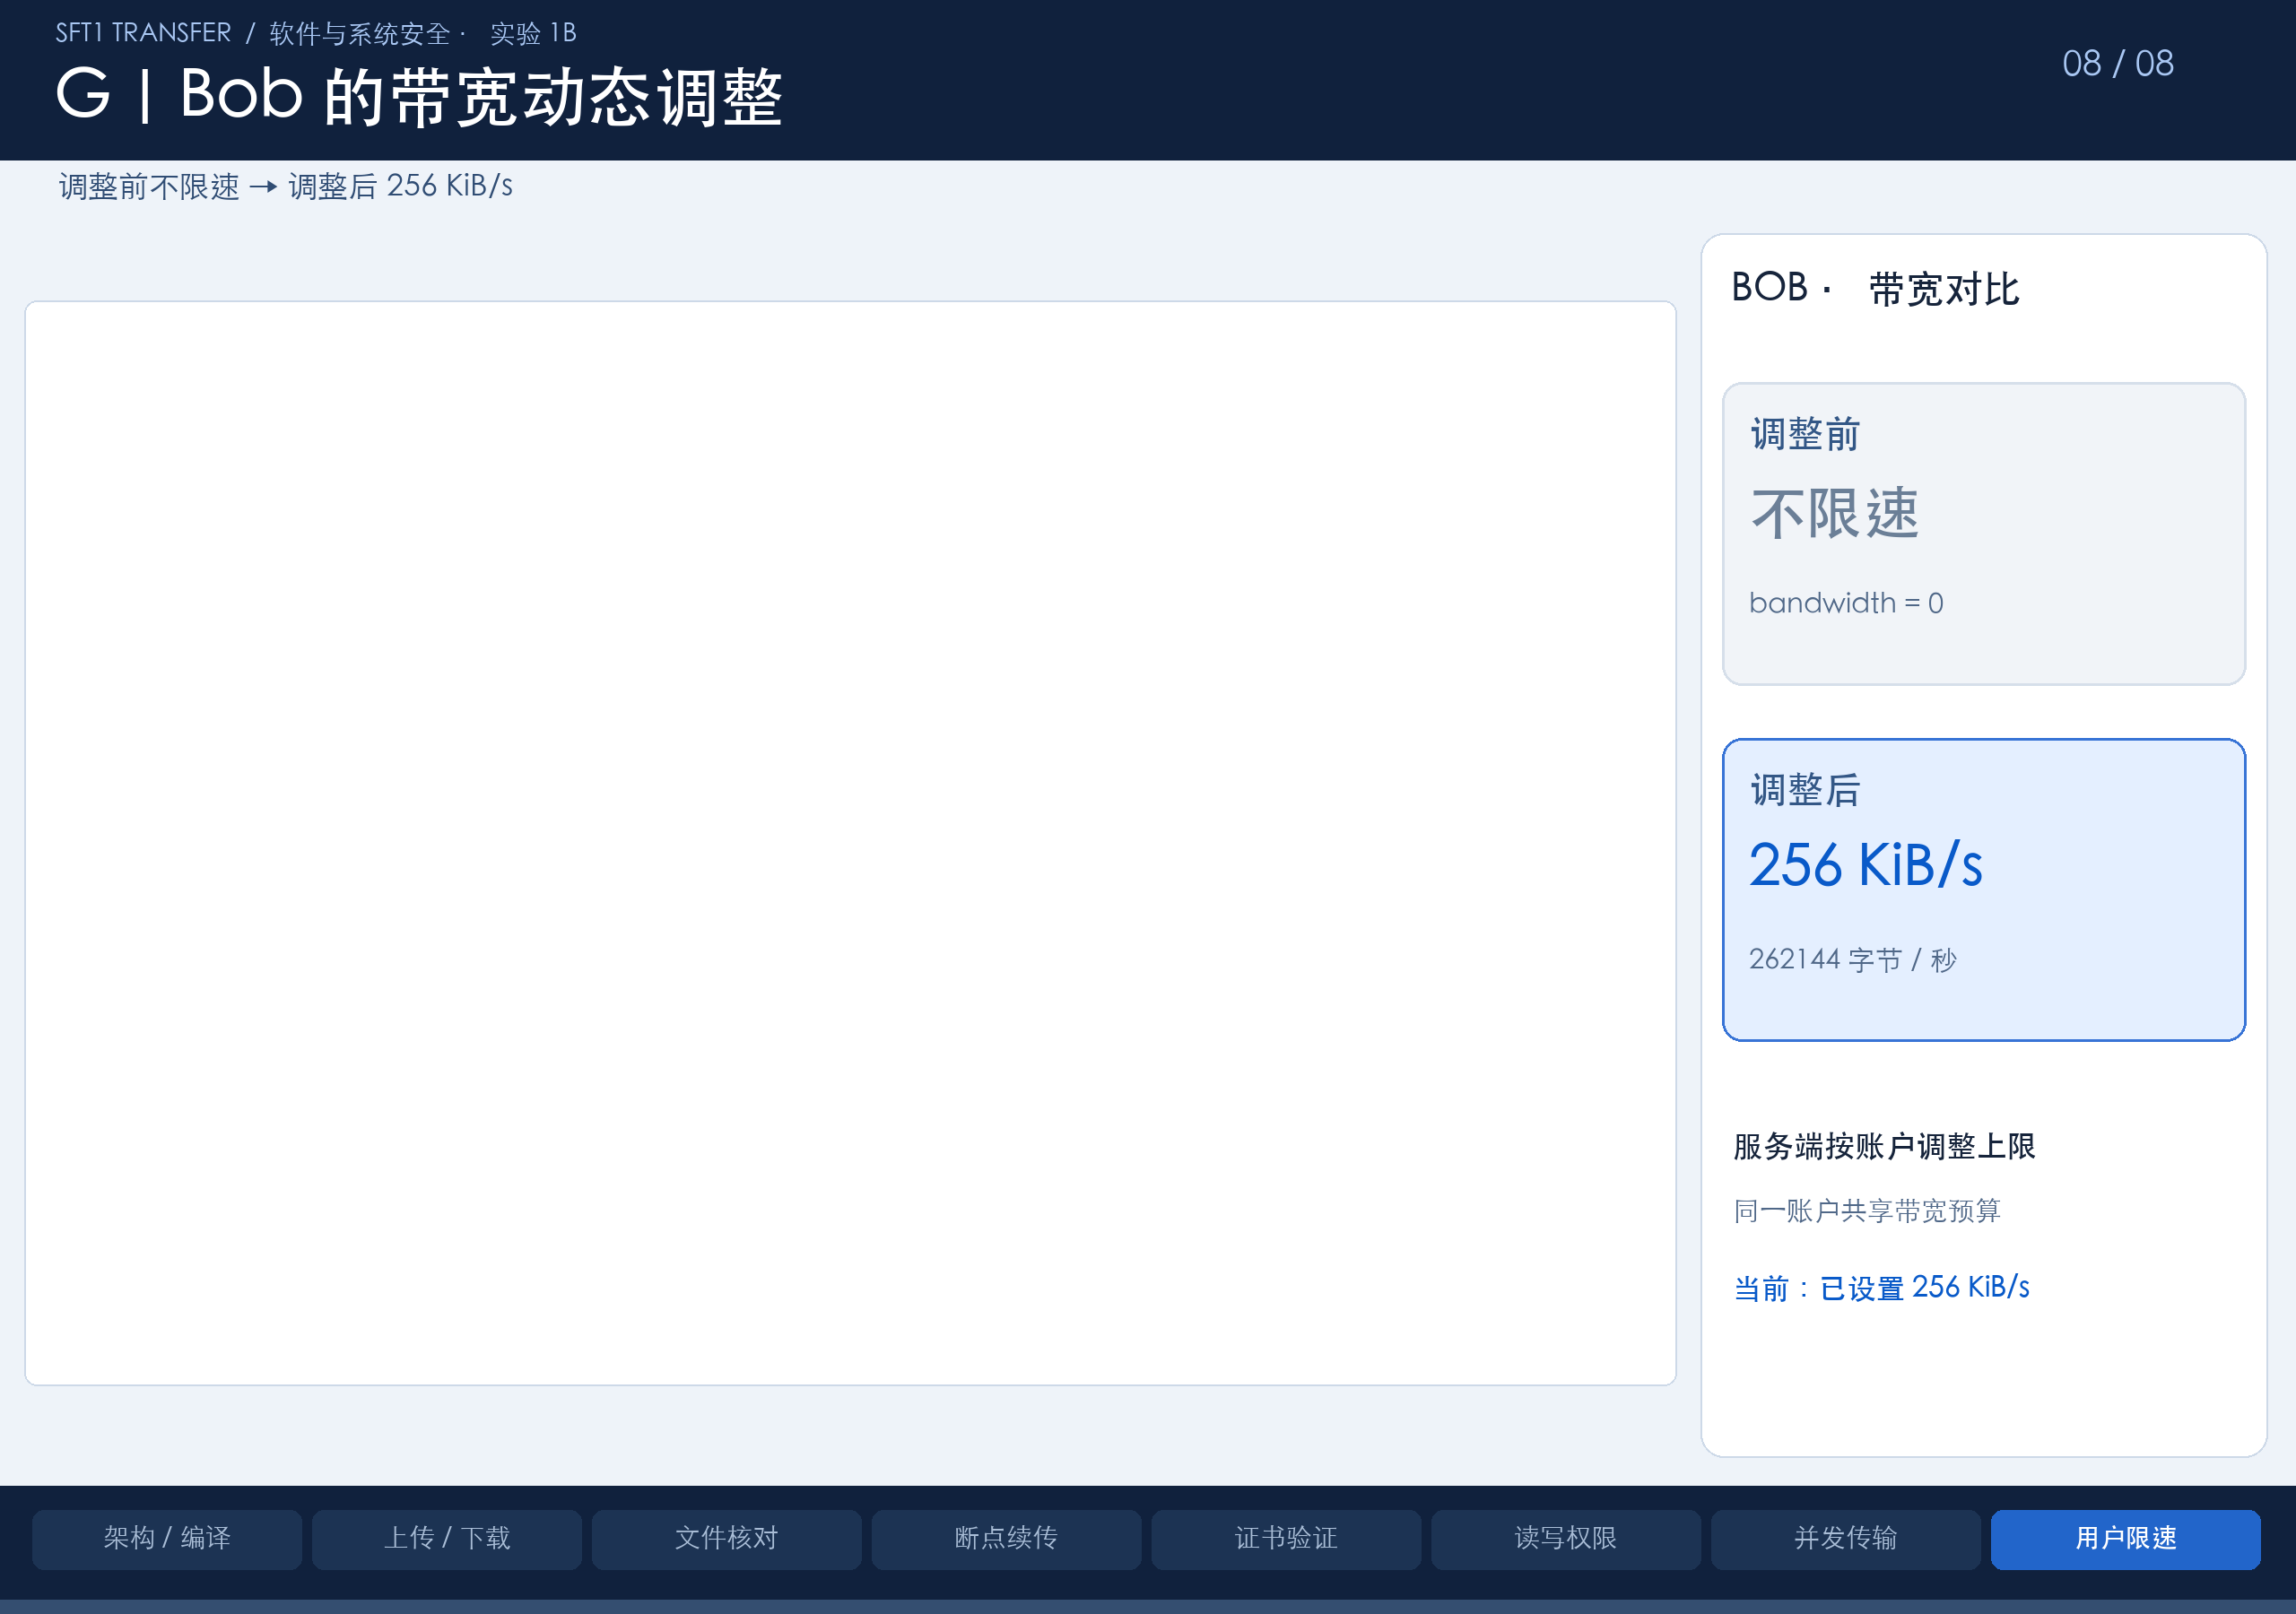 SFT1 TRANSFER / 软件与系统安全 · 实验 1B
G | Bob 的带宽动态调整
08 / 08
调整前不限速 → 调整后 256 KiB/s
BOB · 带宽对比
调整前
不限速
bandwidth = 0
调整后
256 KiB/s
262144 字节 / 秒
服务端按账户调整上限
同一账户共享带宽预算
当前：已设置 256 KiB/s
架构 / 编译
上传 / 下载
文件核对
断点续传
证书验证
读写权限
并发传输
用户限速